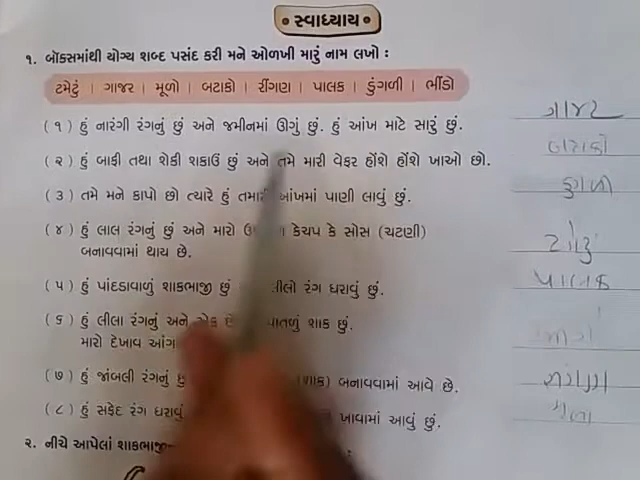 સ્વાધ્યાય
૧. બૉક્સમાંથી યોગ્ય શબ્દ પસંદ કરી મને ઓળખી મારું નામ લખો :
ટમેટું | ગાજર | મૂળો | બટાકો | રીંગણ | પાલક | ડુંગળી | ભીંડો
(૧) હું નારંગી રંગનું છું અને જમીનમાં ઊગું છું. હું આંખ માટે સારું છું. ગાજર
(૨) હું બાફી તથા શેકી શકાઉં છું અને તમે મારી વેફર હોંશે હોંશે ખાઓ છો. બટાકો
(૩) તમે મને કાપો છો ત્યારે હું તમારી આંખમાં પાણી લાવું છું.
(૪) હું લાલ રંગનું છું અને મારો કેચપ કે સોસ (ચટણી)
બનાવવામાં થાય છે.
(૫) હું પાંદડાવાળું શાકભાજી છું લીલો રંગ ધરાવું છું. પાલક
(૬) હું લીલા રંગનું અને પાતળું શાક છું.
મારો દેખાવ
(૭) હું જાંબલી રંગનું (શાક) બનાવવામાં આવે છે.
(૮) હું સફેદ રંગ ધરાવું ખાવામાં આવું છું.
૨. નીચે આપેલાં શાકભાજી